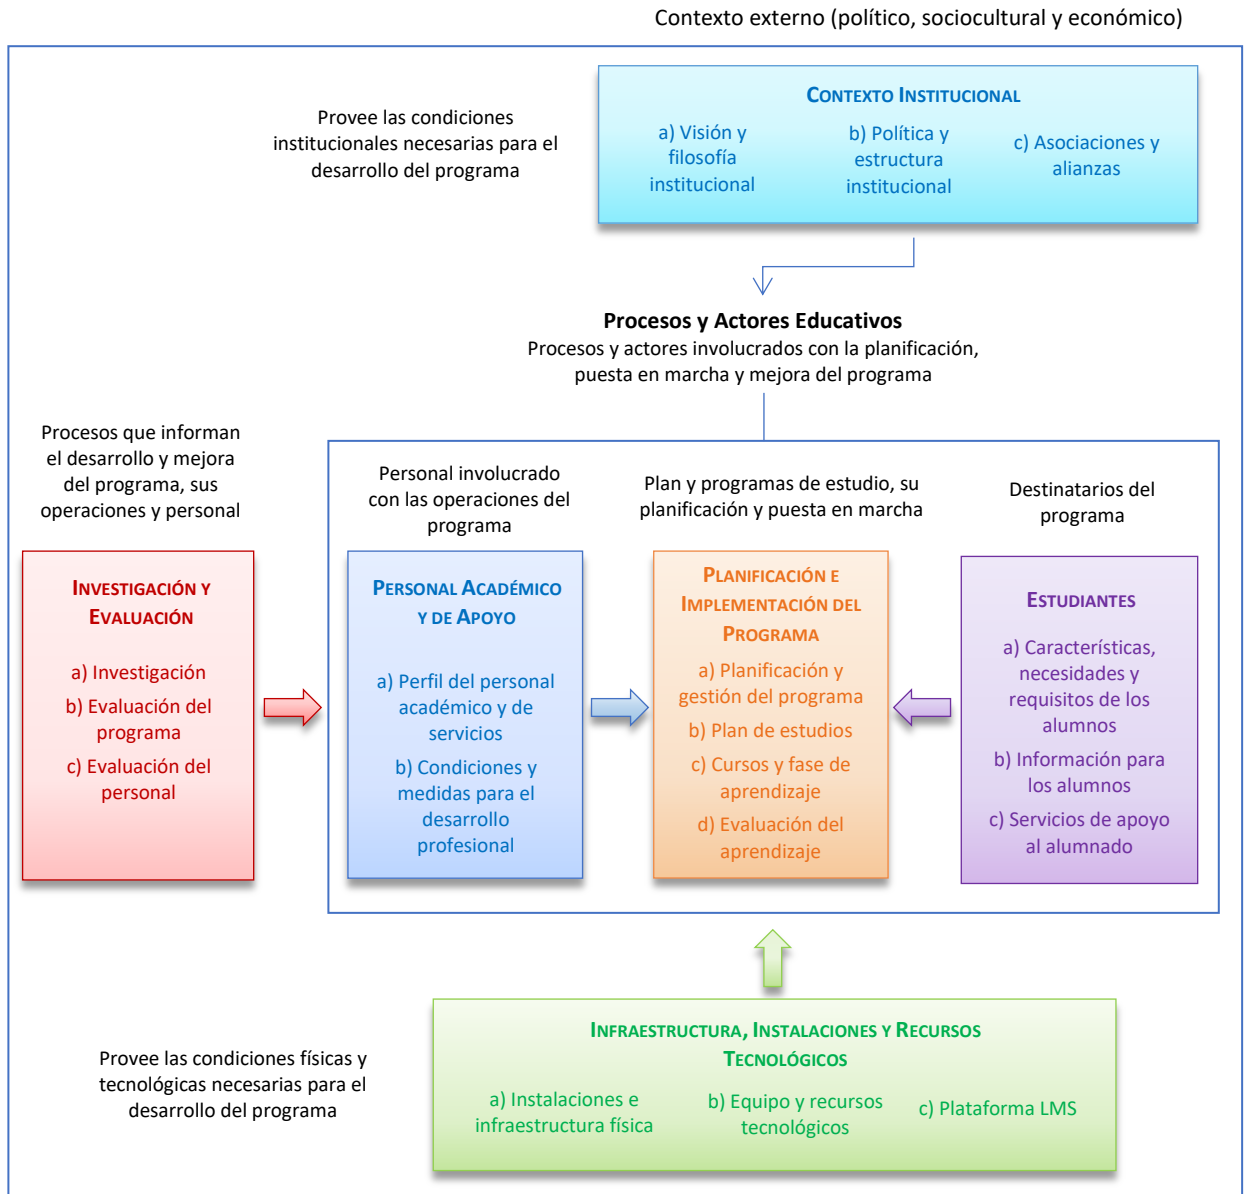 Contexto externo (político, sociocultural y económico)
CONTEXTO INSTITUCIONAL
Provee las condiciones
institucionales necesarias para el
desarrollo del programa
a) Visión y
filosofía
institucional
b) Política y
estructura
institucional
c) Asociaciones y
alianzas
Procesos y Actores Educativos
Procesos y actores involucrados con la planificación,
puesta en marcha y mejora del programa
Procesos que informan
el desarrollo y mejora
del programa, sus
operaciones y personal
Personal involucrado
con las operaciones del
programa
Plan y programas de estudio, su
planificación y puesta en marcha
Destinatarios del
programa
INVESTIGACIÓN Y
EVALUACIÓN
a) Investigación
b) Evaluación del
programa
c) Evaluación del
personal
PERSONAL ACADÉMICO
Y DE APOYO
a) Perfil del personal
académico y de
servicios
b) Condiciones y
medidas para el
desarrollo
profesional
PLANIFICACIÓN E
IMPLEMENTACIÓN DEL
PROGRAMA
a) Planificación y
gestión del programa
b) Plan de estudios
c) Cursos y fase de
aprendizaje
d) Evaluación del
aprendizaje
ESTUDIANTES
a) Características,
necesidades y
requisitos de los
alumnos
b) Información para
los alumnos
c) Servicios de apoyo
al alumnado
INFRAESTRUCTURA, INSTALACIONES Y RECURSOS
TECNOLÓGICOS
Provee las condiciones físicas y
tecnológicas necesarias para el
desarrollo del programa
a) Instalaciones e
infraestructura física
b) Equipo y recursos
tecnológicos
c) Plataforma LMS